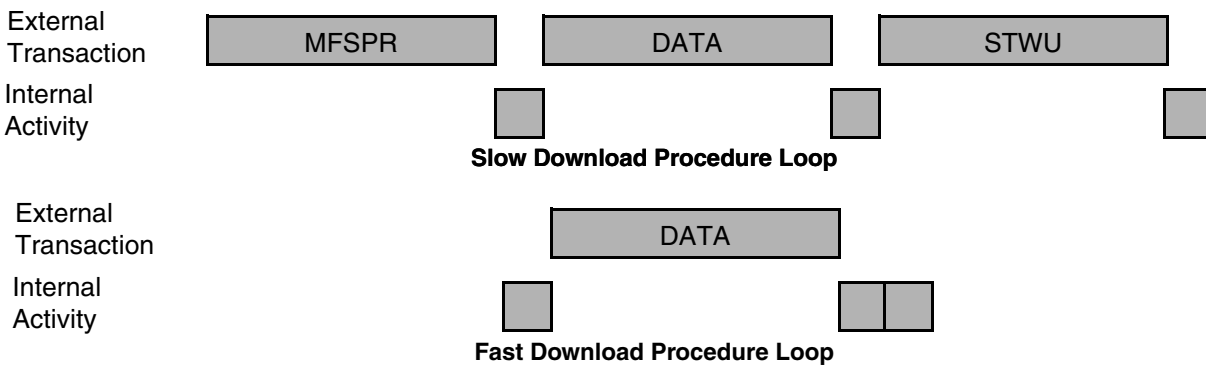 External
Transaction
MFSPR
DATA
STWU
Internal
Activity
Slow Download Procedure Loop
External
Transaction
DATA
Internal
Activity
Fast Download Procedure Loop